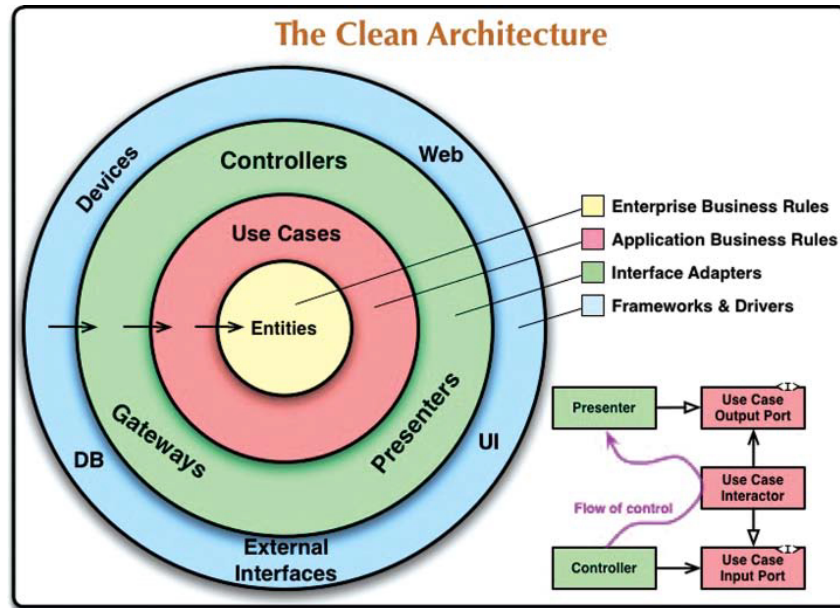 The Clean Architecture
Devices
Web
Controllers
Use Cases
Entities
Gateways
Presenters
DB
UI
External
Interfaces
Enterprise Business Rules
Application Business Rules
Interface Adapters
Frameworks & Drivers
Presenter
<I>
Use Case
Output Port
Use Case
Interactor
Flow of control
Controller
<I>
Use Case
Input Port